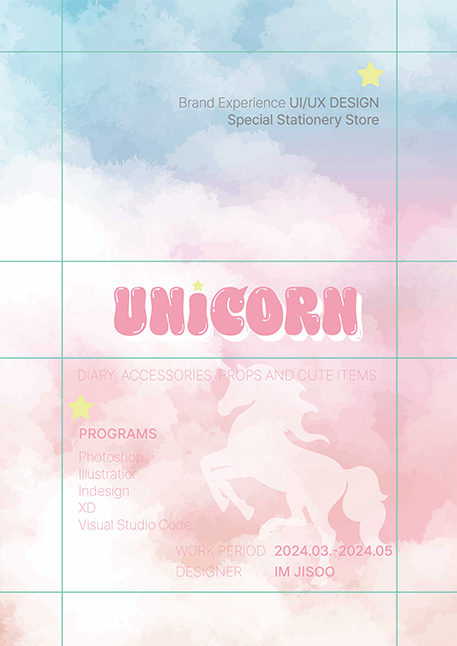 Brand Experience UI/UX DESIGN
Special Stationery Store
UNiCORN
DIARY, ACCESSORIES, PROPS AND CUTE ITEMS
PROGRAMS
Photoshop
Illustration
Indesign
XD
Visual Studio Code
WORK PERIOD 2024.03.-2024.05
DESIGNER IM JISOO